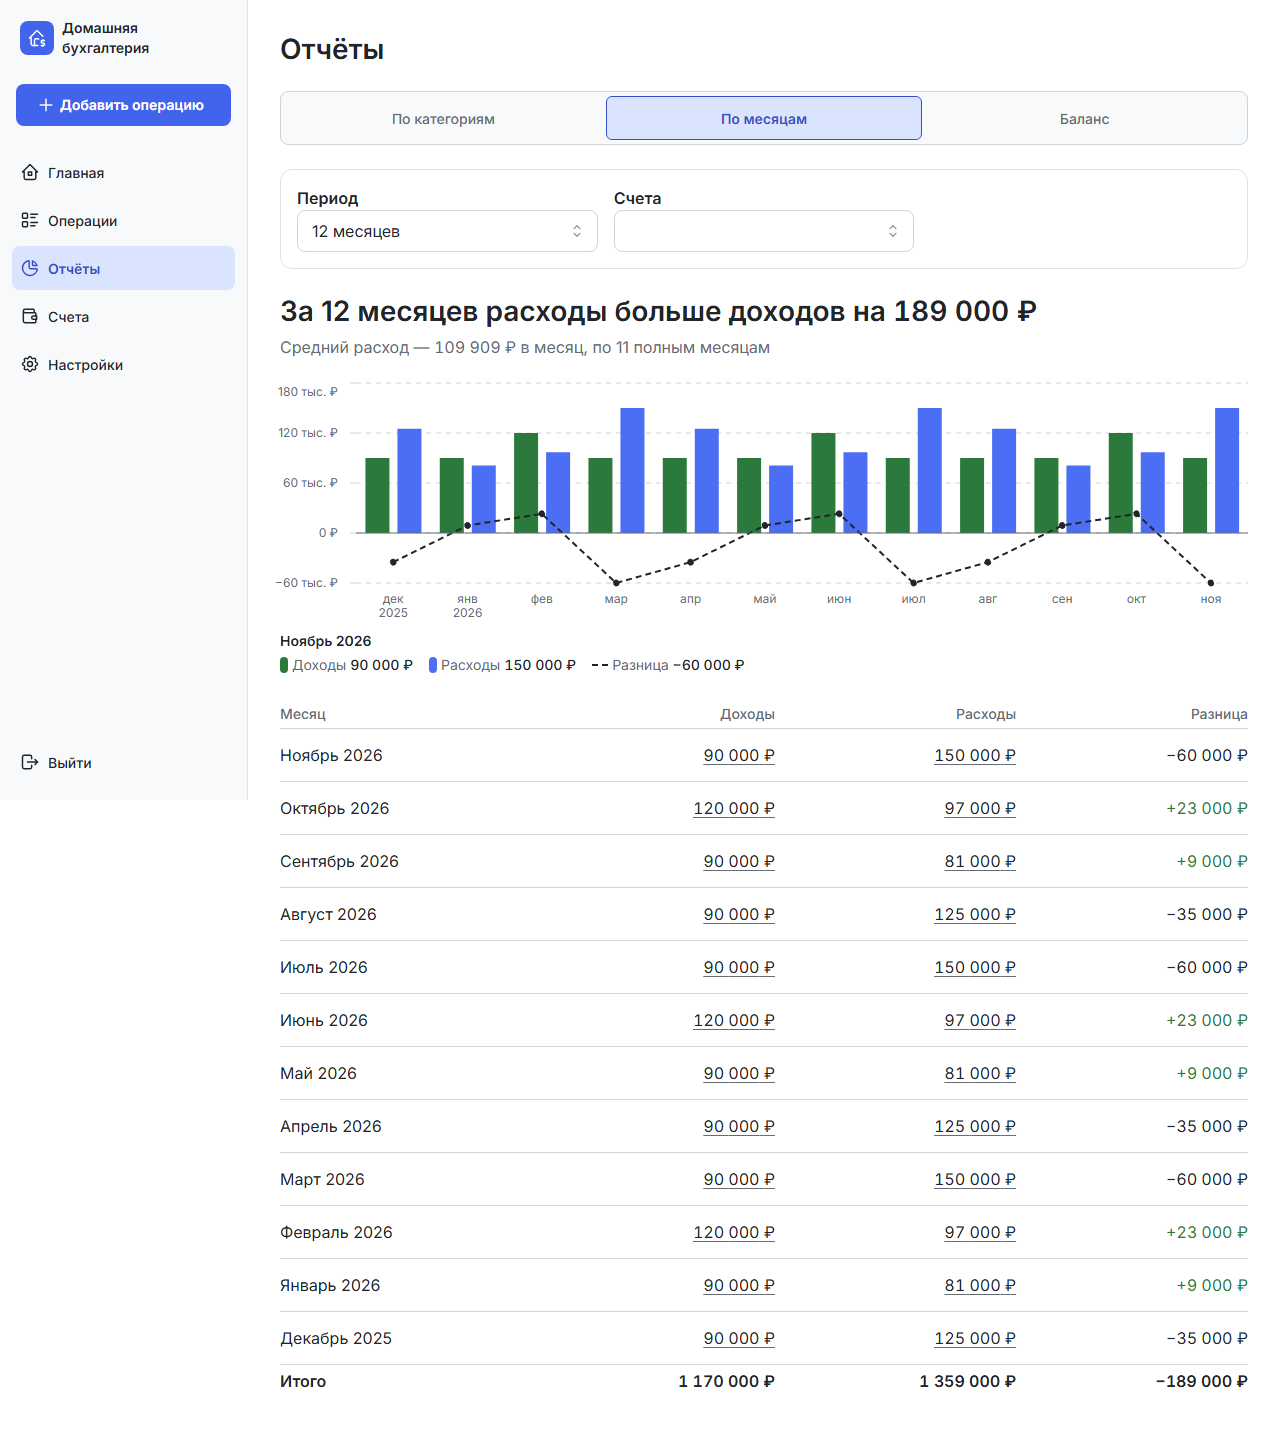 Домашняя
бухгалтерия
Добавить операцию
Главная
Операции
Отчёты
Счета
Настройки
Выйти
Отчёты
По категориям По месяцам Баланс
Период Счета
12 месяцев
За 12 месяцев расходы больше доходов на 189 000 ₽
Средний расход — 109 909 ₽ в месяц, по 11 полным месяцам
180 тыс. ₽
120 тыс. ₽
60 тыс. ₽
0 ₽
−60 тыс. ₽
дек янв фев мар апр май июн июл авг сен окт ноя
2025 2026
Ноябрь 2026
Доходы 90 000 ₽ Расходы 150 000 ₽ Разница −60 000 ₽
Месяц Доходы Расходы Разница
Ноябрь 2026 90 000 ₽ 150 000 ₽ −60 000 ₽
Октябрь 2026 120 000 ₽ 97 000 ₽ +23 000 ₽
Сентябрь 2026 90 000 ₽ 81 000 ₽ +9 000 ₽
Август 2026 90 000 ₽ 125 000 ₽ −35 000 ₽
Июль 2026 90 000 ₽ 150 000 ₽ −60 000 ₽
Июнь 2026 120 000 ₽ 97 000 ₽ +23 000 ₽
Май 2026 90 000 ₽ 81 000 ₽ +9 000 ₽
Апрель 2026 90 000 ₽ 125 000 ₽ −35 000 ₽
Март 2026 90 000 ₽ 150 000 ₽ −60 000 ₽
Февраль 2026 120 000 ₽ 97 000 ₽ +23 000 ₽
Январь 2026 90 000 ₽ 81 000 ₽ +9 000 ₽
Декабрь 2025 90 000 ₽ 125 000 ₽ −35 000 ₽
Итого 1 170 000 ₽ 1 359 000 ₽ −189 000 ₽